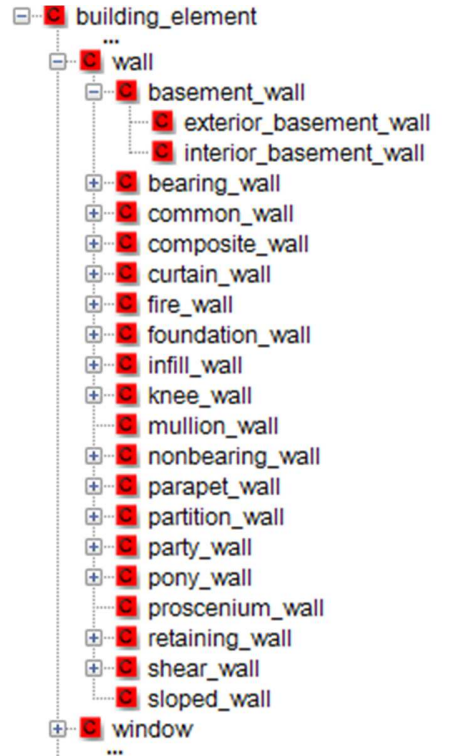 C building_element
...
C wall
C basement_wall
C exterior_basement_wall
C interior_basement_wall
C bearing_wall
C common_wall
C composite_wall
C curtain_wall
C fire_wall
C foundation_wall
C infill_wall
C knee_wall
C mullion_wall
C nonbearing_wall
C parapet_wall
C partition_wall
C party_wall
C pony_wall
C proscenium_wall
C retaining_wall
C shear_wall
C sloped_wall
C window
...